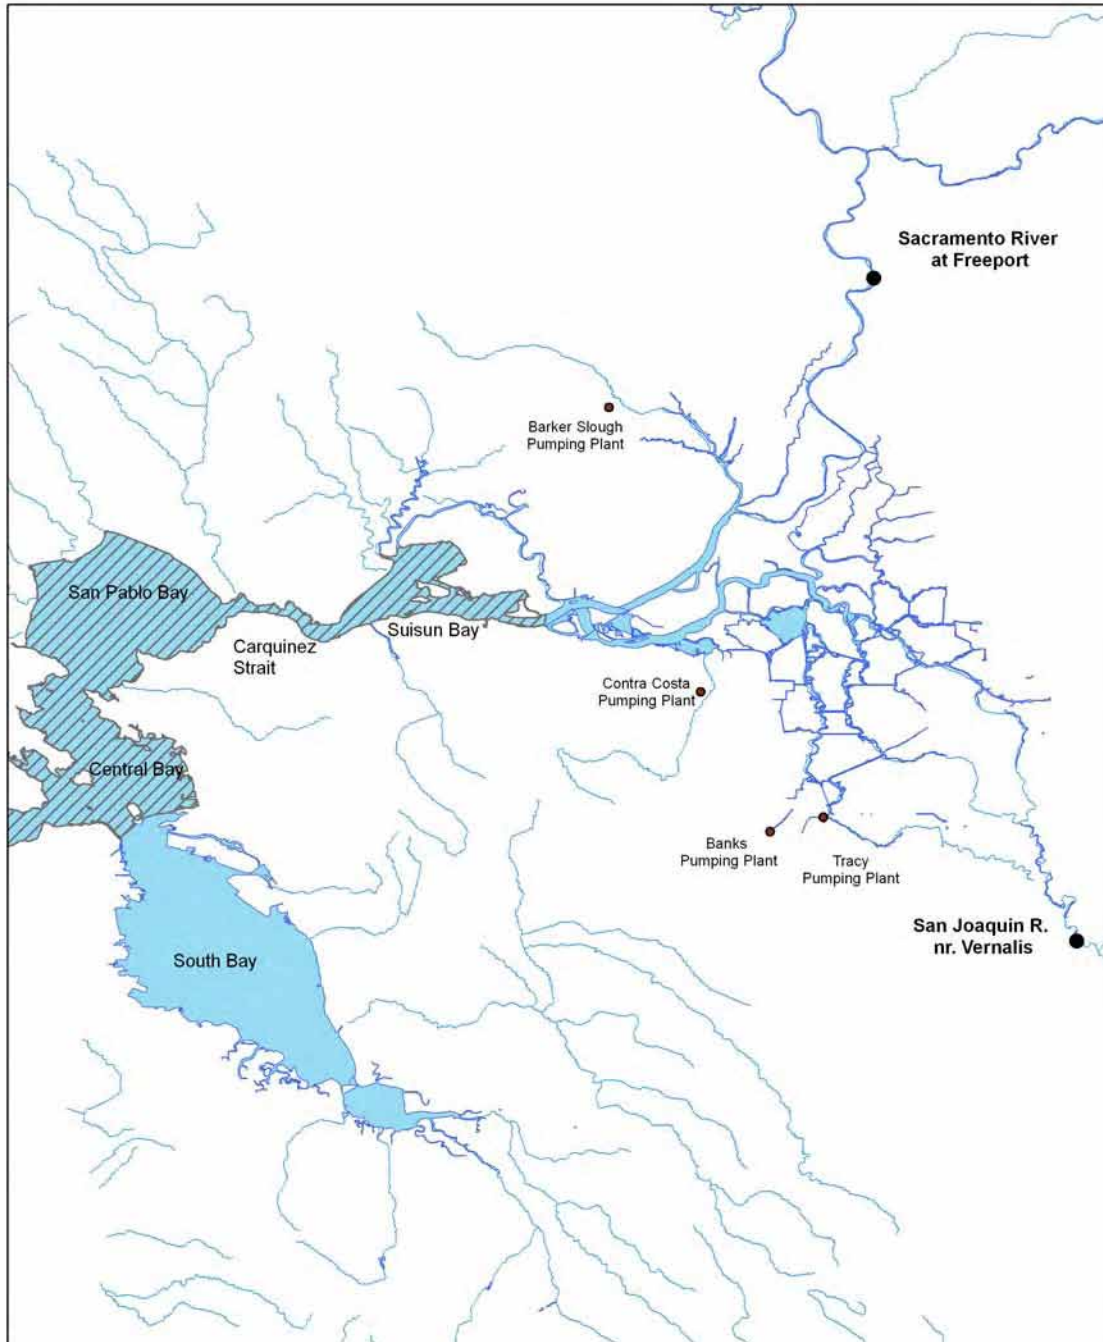 Sacramento River
at Freeport
Barker Slough
Pumping Plant
San Pablo Bay
Suisun Bay
Carquinez
Strait
Contra Costa
Pumping Plant
Central Bay
Banks
Pumping Plant
Tracy
Pumping Plant
San Joaquin R.
nr. Vernalis
South Bay